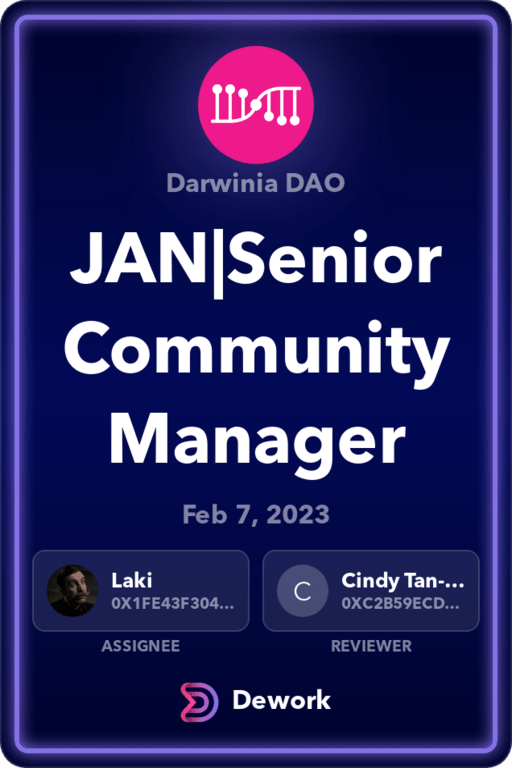 Darwinia DAO
JAN|Senior
Community
Manager
Feb 7, 2023
Laki
0X1FE43F304...
Cindy Tan-...
0XC2B59ECD...
C
ASSIGNEE
REVIEWER
Dework